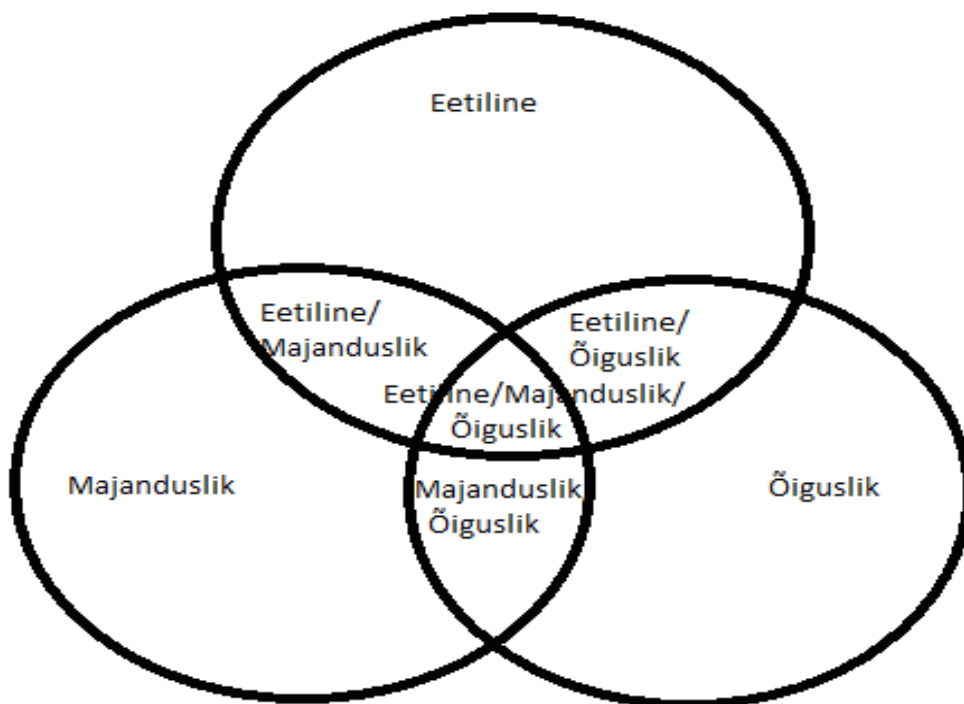 Eetiline
Eetiline/
Majanduslik
Eetiline/
Õiguslik
Eetiline/Majanduslik/
Õiguslik
Majanduslik
Majanduslik/
Õiguslik
Õiguslik